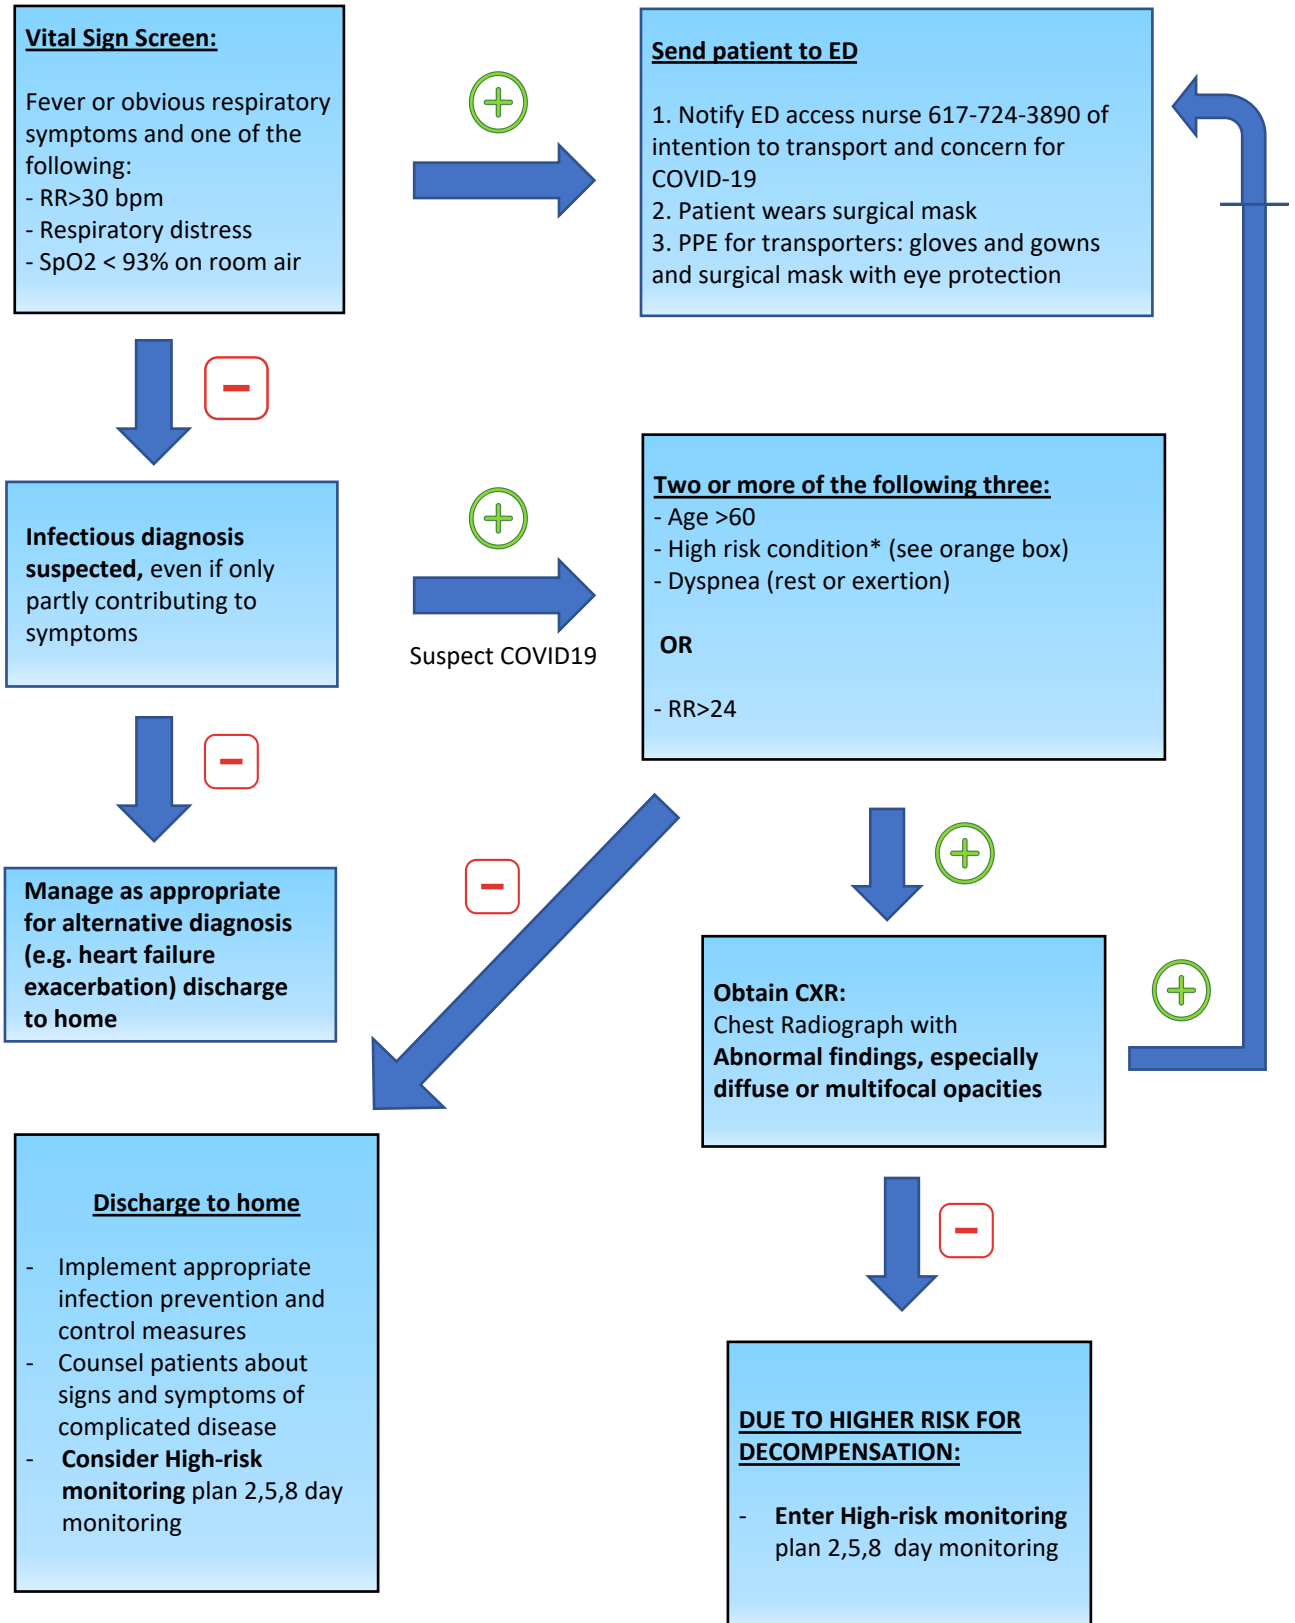 Vital Sign Screen:
Fever or obvious respiratory
symptoms and one of the
following:
- RR>30 bpm
- Respiratory distress
- SpO2 < 93% on room air
Send patient to ED
1. Notify ED access nurse 617-724-3890 of
intention to transport and concern for
COVID-19
2. Patient wears surgical mask
3. PPE for transporters: gloves and gowns
and surgical mask with eye protection
Infectious diagnosis
suspected, even if only
partly contributing to
symptoms
Suspect COVID19
Two or more of the following three:
- Age >60
- High risk condition* (see orange box)
- Dyspnea (rest or exertion)
OR
- RR>24
Manage as appropriate
for alternative diagnosis
(e.g. heart failure
exacerbation) discharge
to home
Obtain CXR:
Chest Radiograph with
Abnormal findings, especially
diffuse or multifocal opacities
Discharge to home
- Implement appropriate
infection prevention and
control measures
- Counsel patients about
signs and symptoms of
complicated disease
- Consider High-risk
monitoring plan 2,5,8 day
monitoring
DUE TO HIGHER RISK FOR
DECOMPENSATION:
- Enter High-risk monitoring
plan 2,5,8 day monitoring